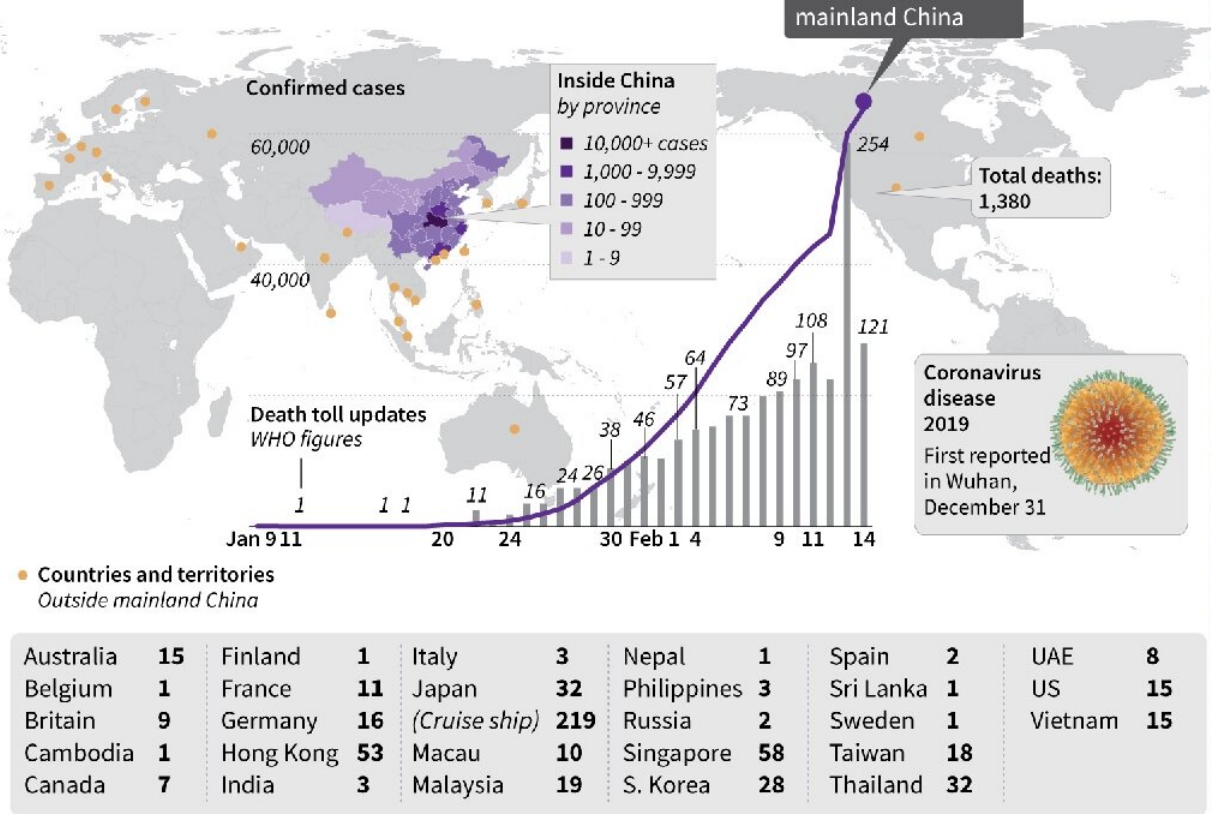 mainland China
Confirmed cases
Inside China
by province
10,000+ cases
1,000 - 9,999
100 - 999
10 - 99
1 - 9
60,000
40,000
254
Total deaths:
1,380
Death toll updates
WHO figures
1
1 1
11
16
24
26
38
46
57
64
73
89
97
108
121
Jan 9 11 20 24 30 Feb 1 4 9 11 14
Coronavirus
disease
2019
First reported
in Wuhan,
December 31
Countries and territories
Outside mainland China
Australia 15 Finland 1 Italy 3 Nepal 1 Spain 2 UAE 8
Belgium 1 France 11 Japan 32 Philippines 3 Sri Lanka 1 US 15
Britain 9 Germany 16 (Cruise ship) 219 Russia 2 Sweden 1 Vietnam 15
Cambodia 1 Hong Kong 53 Macau 10 Singapore 58 Taiwan 18
Canada 7 India 3 Malaysia 19 S. Korea 28 Thailand 32